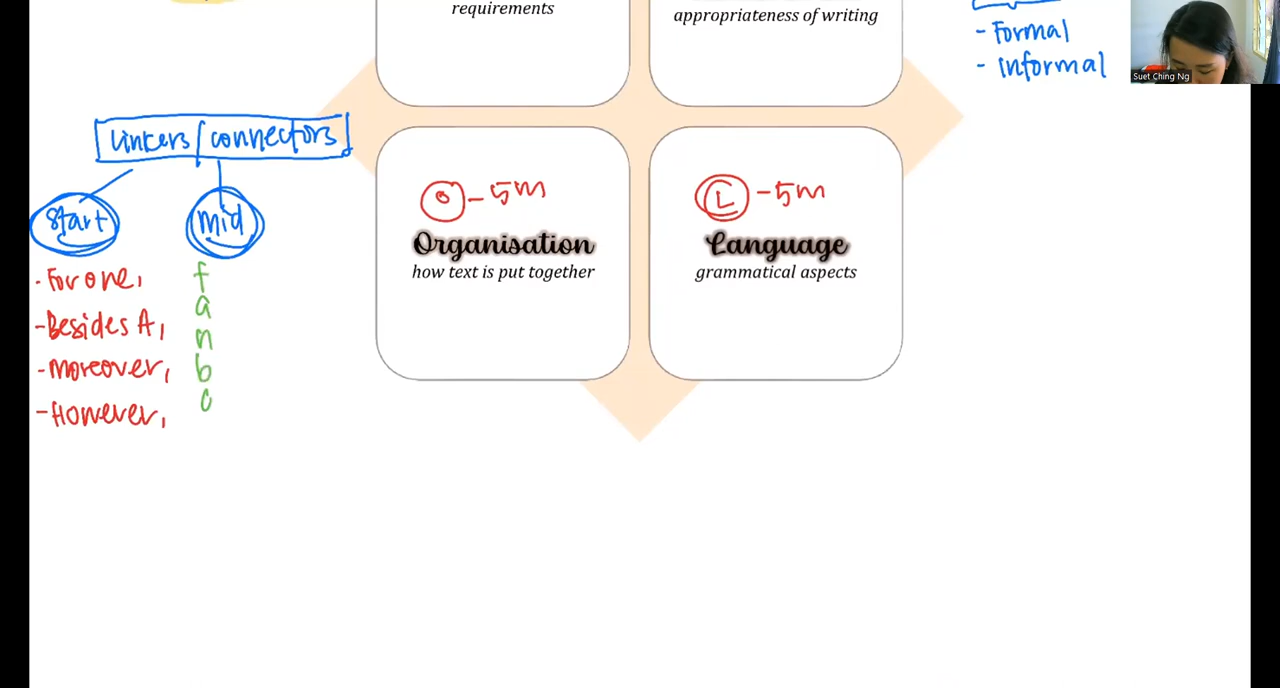 requirements
appropriateness of writing
- Formal
- Informal
Suet Ching Ng
linkers/connectors
Start
mid
- For one,
- Besides A,
- Moreover,
- However,
f
a
n
b
o
O - 5m
Organisation
how text is put together
L - 5m
Language
grammatical aspects